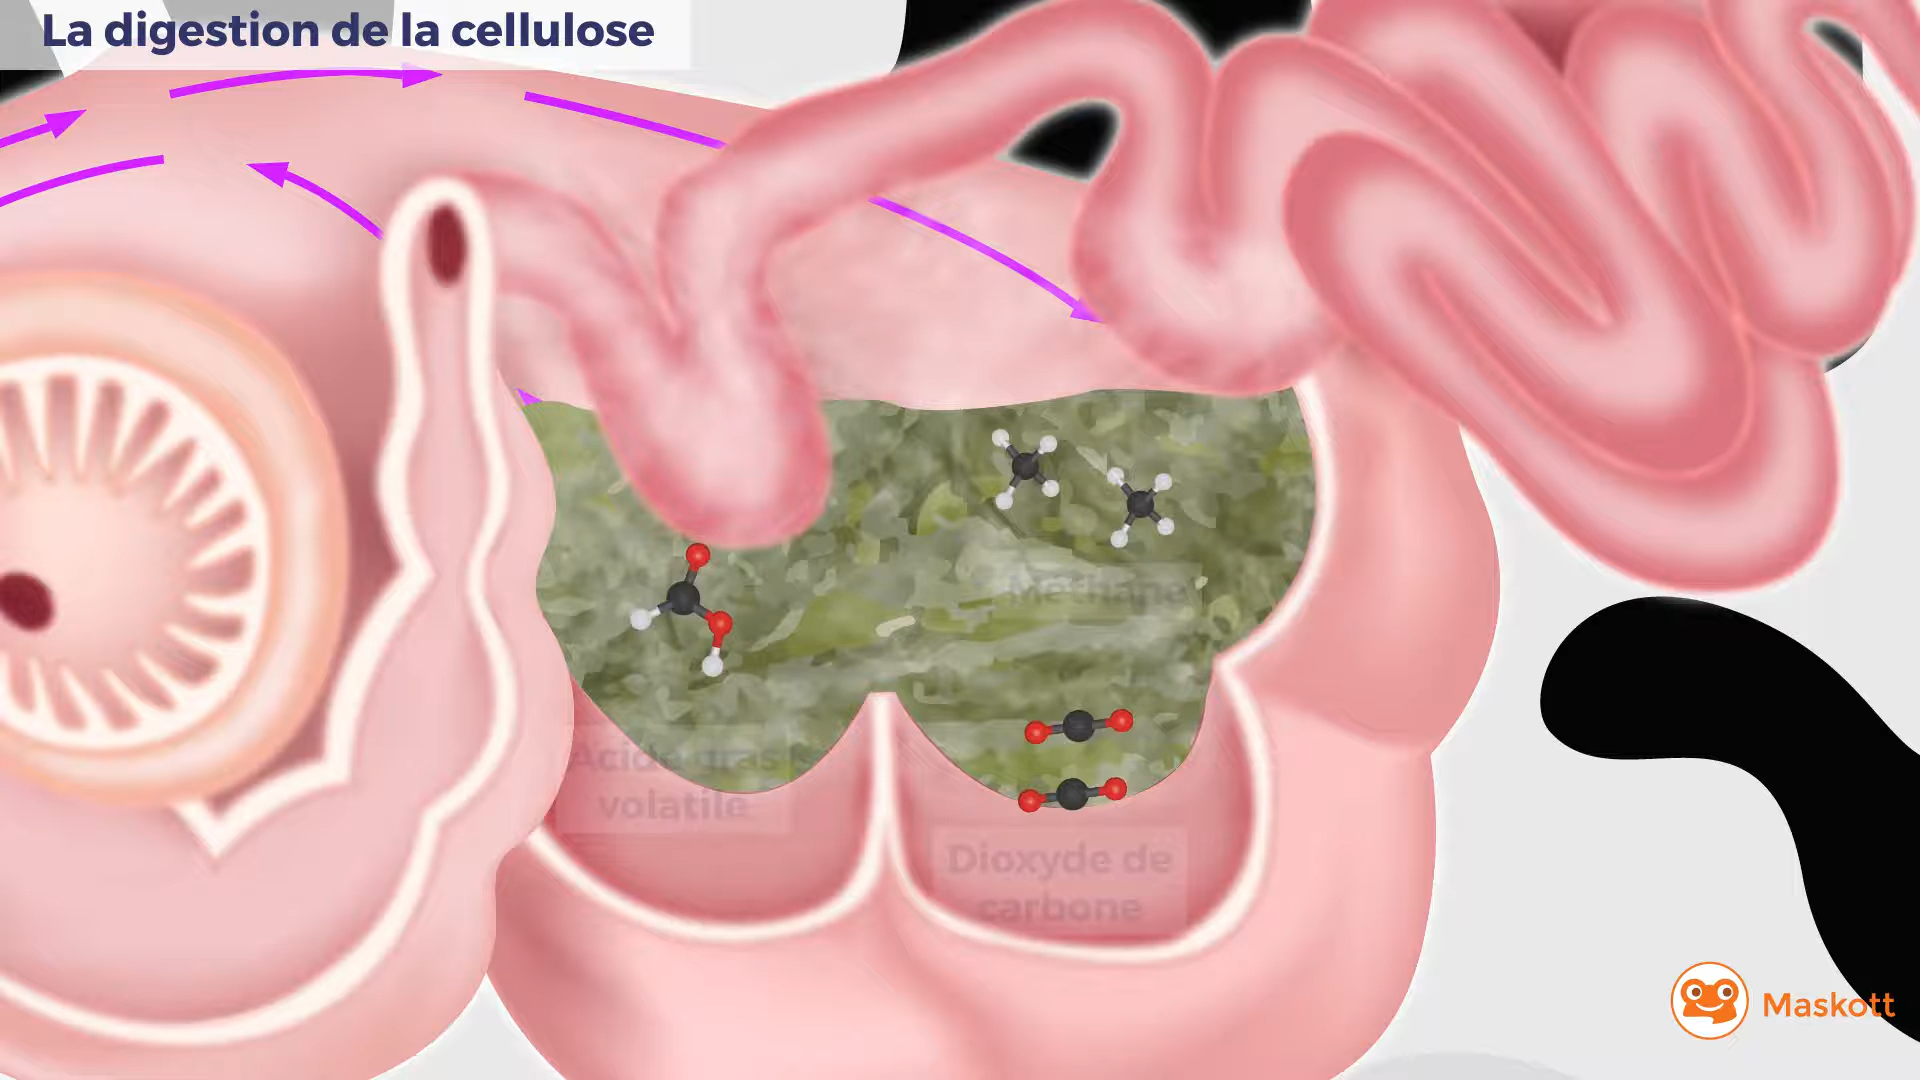 La digestion de la cellulose
Méthane
Acide gras
volatile
Dioxyde de
carbone
Maskott